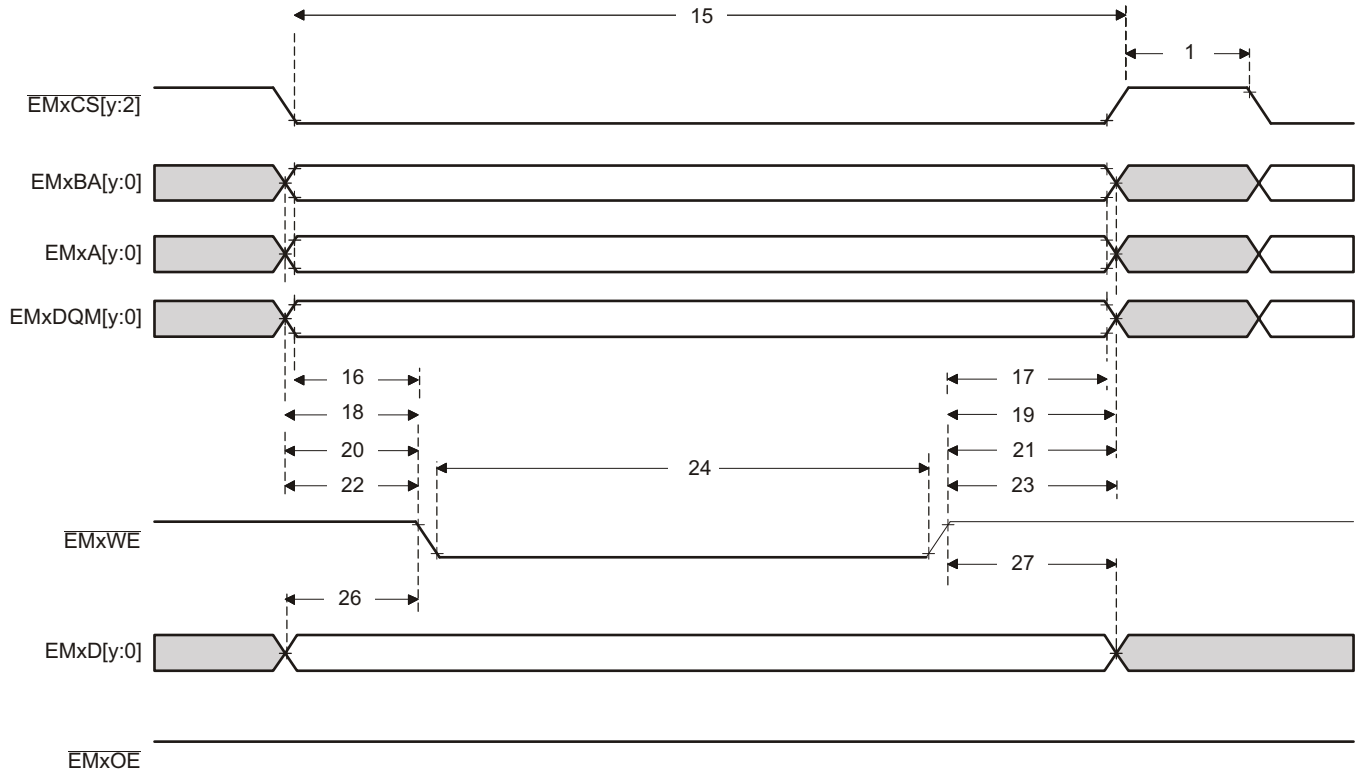 15
1
EMxCS[y:2]
EMxBA[y:0]
EMxA[y:0]
EMxDQM[y:0]
16 17
18 19
20 21
24
22 23
EMxWE
27
26
EMxD[y:0]
EMxOE